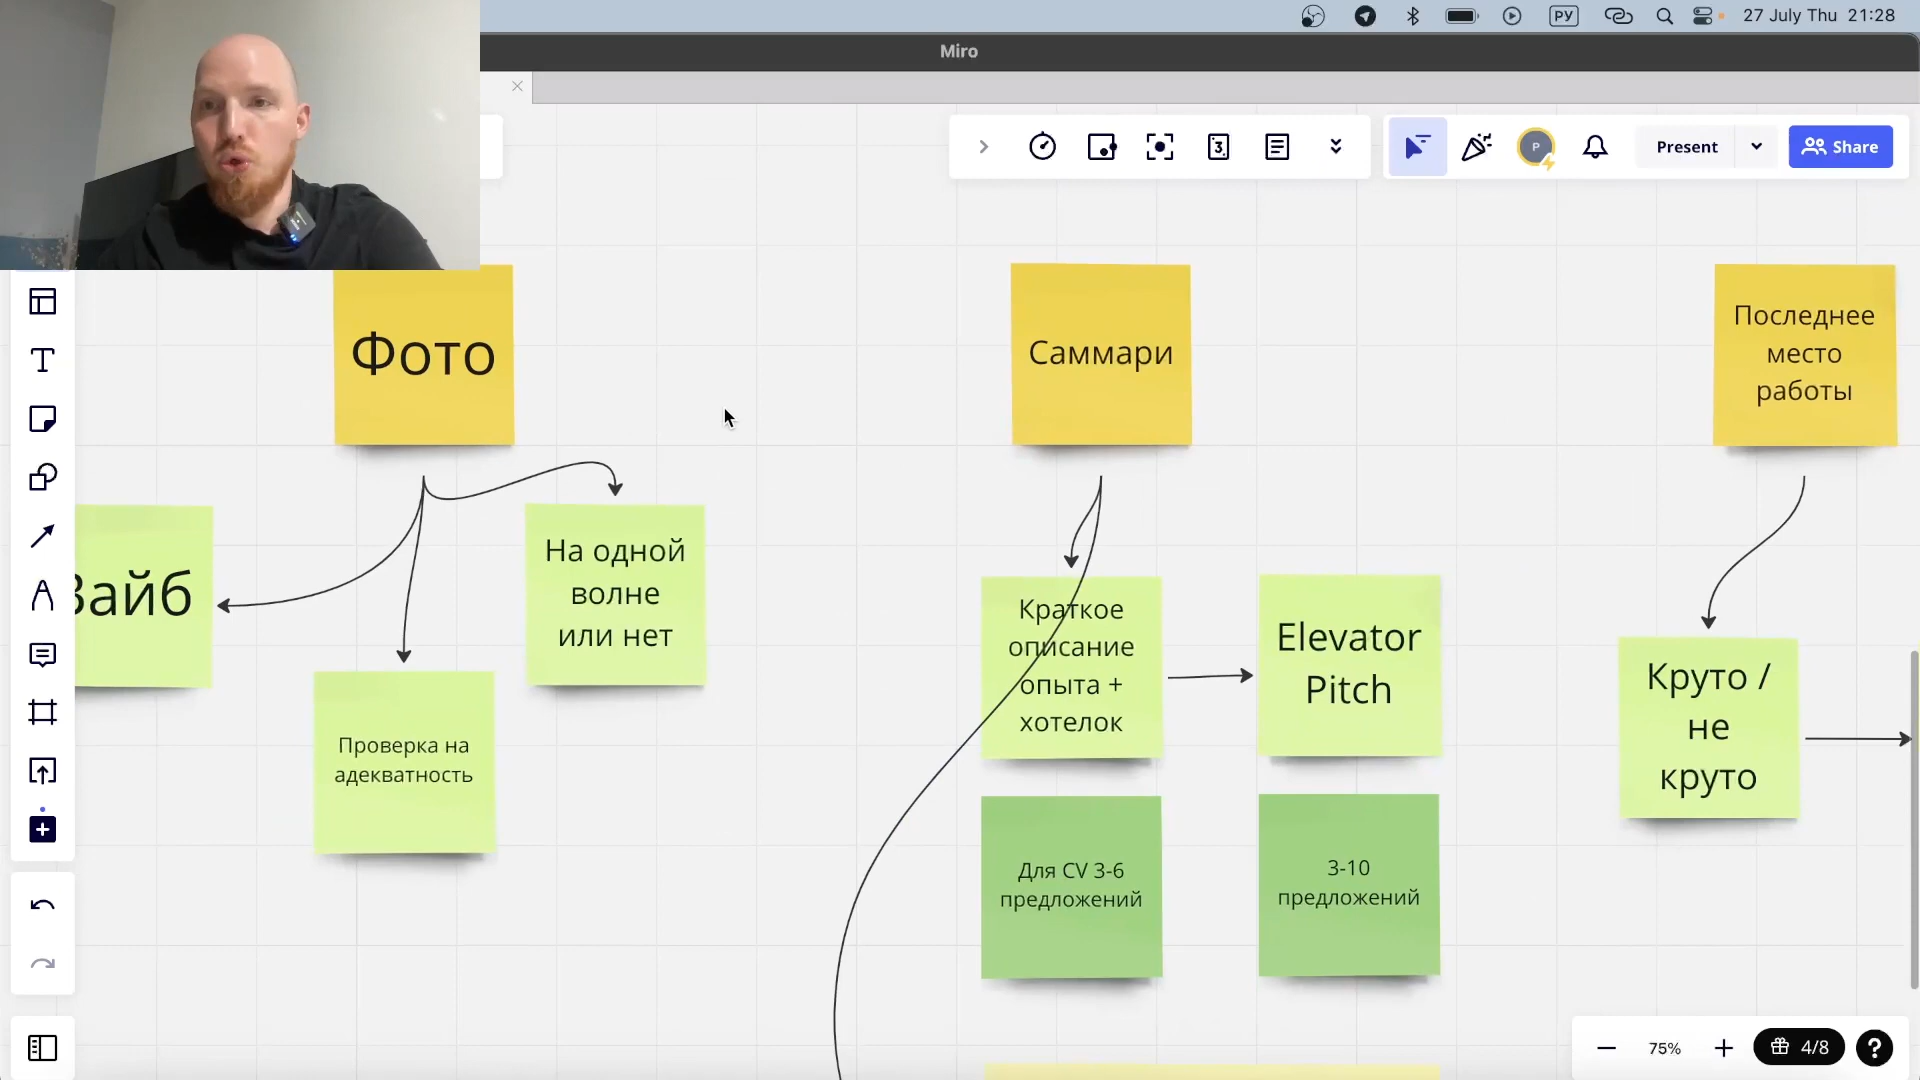 РУ
27 July Thu 21:28
Miro
3
P
Present
Share
Фото
Саммари
Последнее
место
работы
Вайб
На одной
волне
или нет
Проверка на
адекватность
Краткое
описание
опыта +
хотелок
Elevator
Pitch
Круто /
не
круто
Для CV 3-6
предложений
3-10
предложений
75%
4/8
?